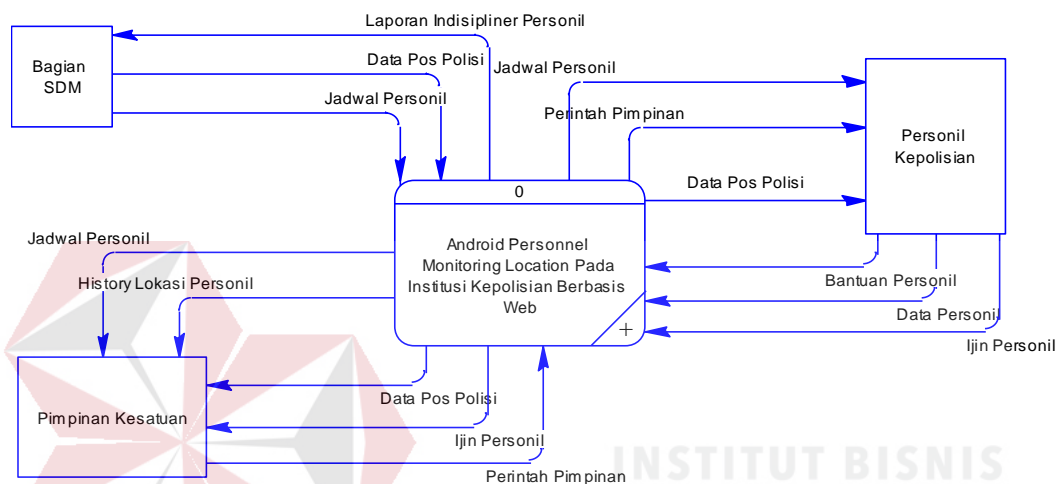 Laporan Indisipliner Personil
Bagian
SDM
Data Pos Polisi
Jadwal Personil
Jadwal Personil
Perintah Pimpinan
Personil
Kepolisian
Data Pos Polisi
0
Android Personnel
Monitoring Location Pada
Institusi Kepolisian Berbasis
Web
+
Jadwal Personil
History Lokasi Personil
Bantuan Personil
Data Personil
Ijin Personil
Pimpinan Kesatuan
Data Pos Polisi
Ijin Personil
Perintah Pimpinan
INSTITUT BISNIS